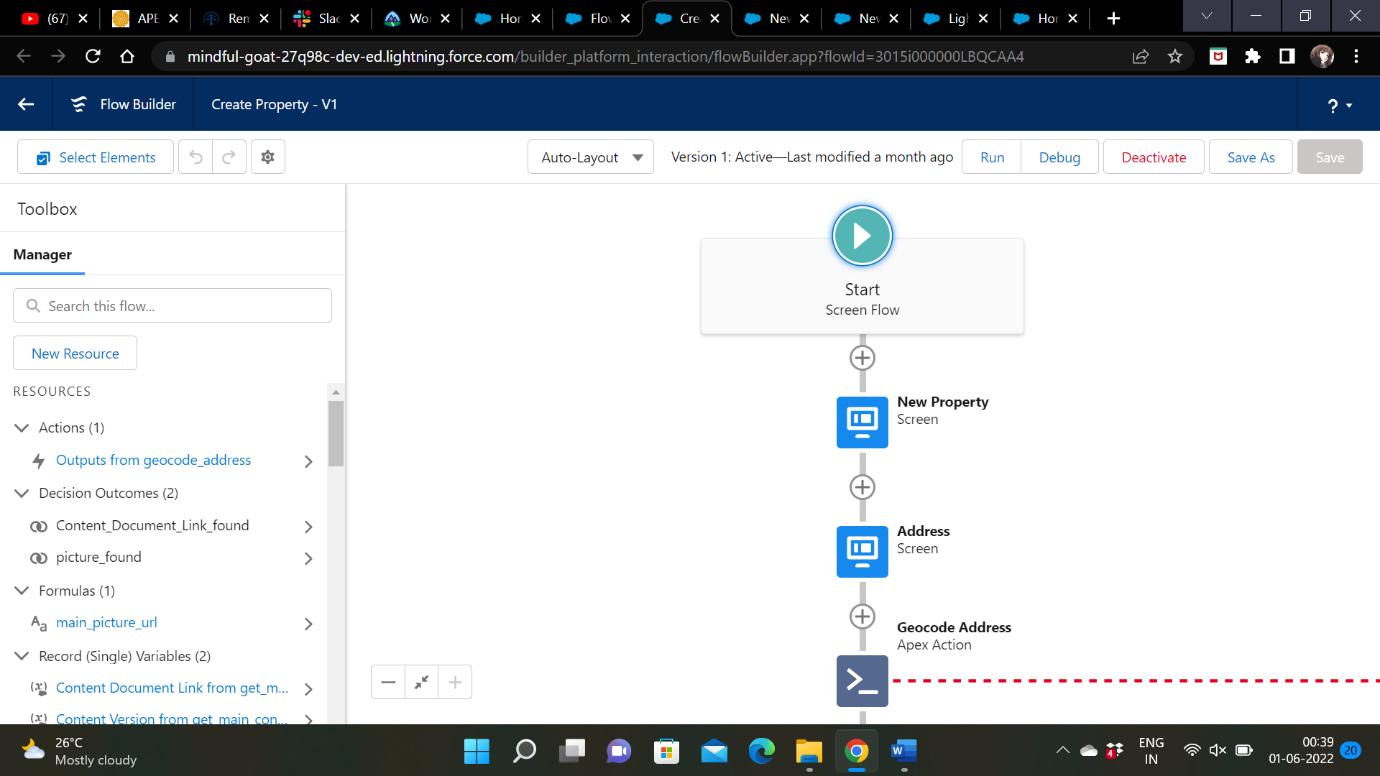 (67)
APE
Ren
Slac
Wo
Hor
Flo
Cre
Nev
Nev
Ligl
Hor
mindful-goat-27q98c-dev-ed.lightning.force.com/builder_platform_interaction/flowBuilder.app?flowId=3015i000000LBQCAA4
Flow Builder
Create Property - V1
?
Select Elements
Auto-Layout
Version 1: Active—Last modified a month ago
Run
Debug
Deactivate
Save As
Save
Toolbox
Manager
Search this flow...
New Resource
RESOURCES
Actions (1)
Outputs from geocode_address
Decision Outcomes (2)
Content_Document_Link_found
picture_found
Formulas (1)
Aa
main_picture_url
Record (Single) Variables (2)
Content Document Link from get_m...
Content Version from get_main_con...
Start
Screen Flow
New Property
Screen
Address
Screen
Geocode Address
Apex Action
26°C
Mostly cloudy
ENG
IN
00:39
01-06-2022
20